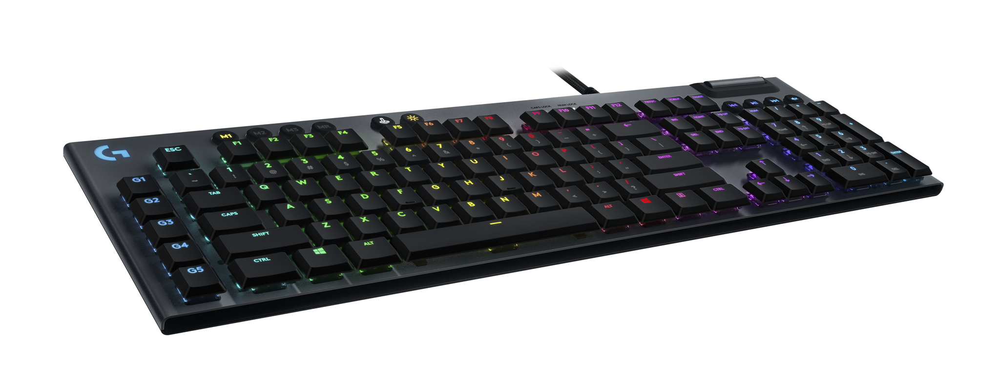 CAPS LOCK NUM LOCK
M1 M2 M3 MR
ESC F1 F2 F3 F4 F5 F6 F7 F8 F9 F10 F11 F12 PRTSC SCRLK PAUSE
G1 ` ~ 1 ! 2 @ 3 # 4 $ 5 % 6 ^ 7 & 8 * 9 ( 0 ) - _ = + ← INS HOME PG UP NUM / * -
G2 TAB Q W E R T Y U I O P [ { ] } \ | DEL END PG DN 7 HOME 8 ↑ 9 PG UP +
G3 CAPS A S D F G H J K L ; : ' " ENTER 4 ← 5 6 →
G4 SHIFT Z X C V B N M , < . > / ? SHIFT ↑ 1 END 2 ↓ 3 PG DN ENTER
G5 CTRL ALT ALT CTRL ← ↓ → 0 INS . DEL